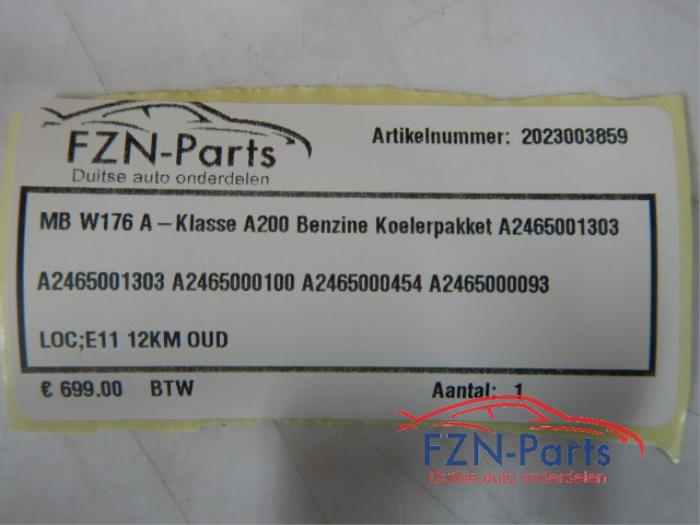 FZN-Parts
Duitse auto onderdelen
Artikelnummer: 2023003859
MB W176 A-Klasse A200 Benzine Koelerpakket A2465001303
A2465001303 A2465000100 A2465000454 A2465000093
LOC;E11 12KM OUD
€ 699.00 BTW
Aantal: 1
FZN-Parts
Duitse auto onderdelen